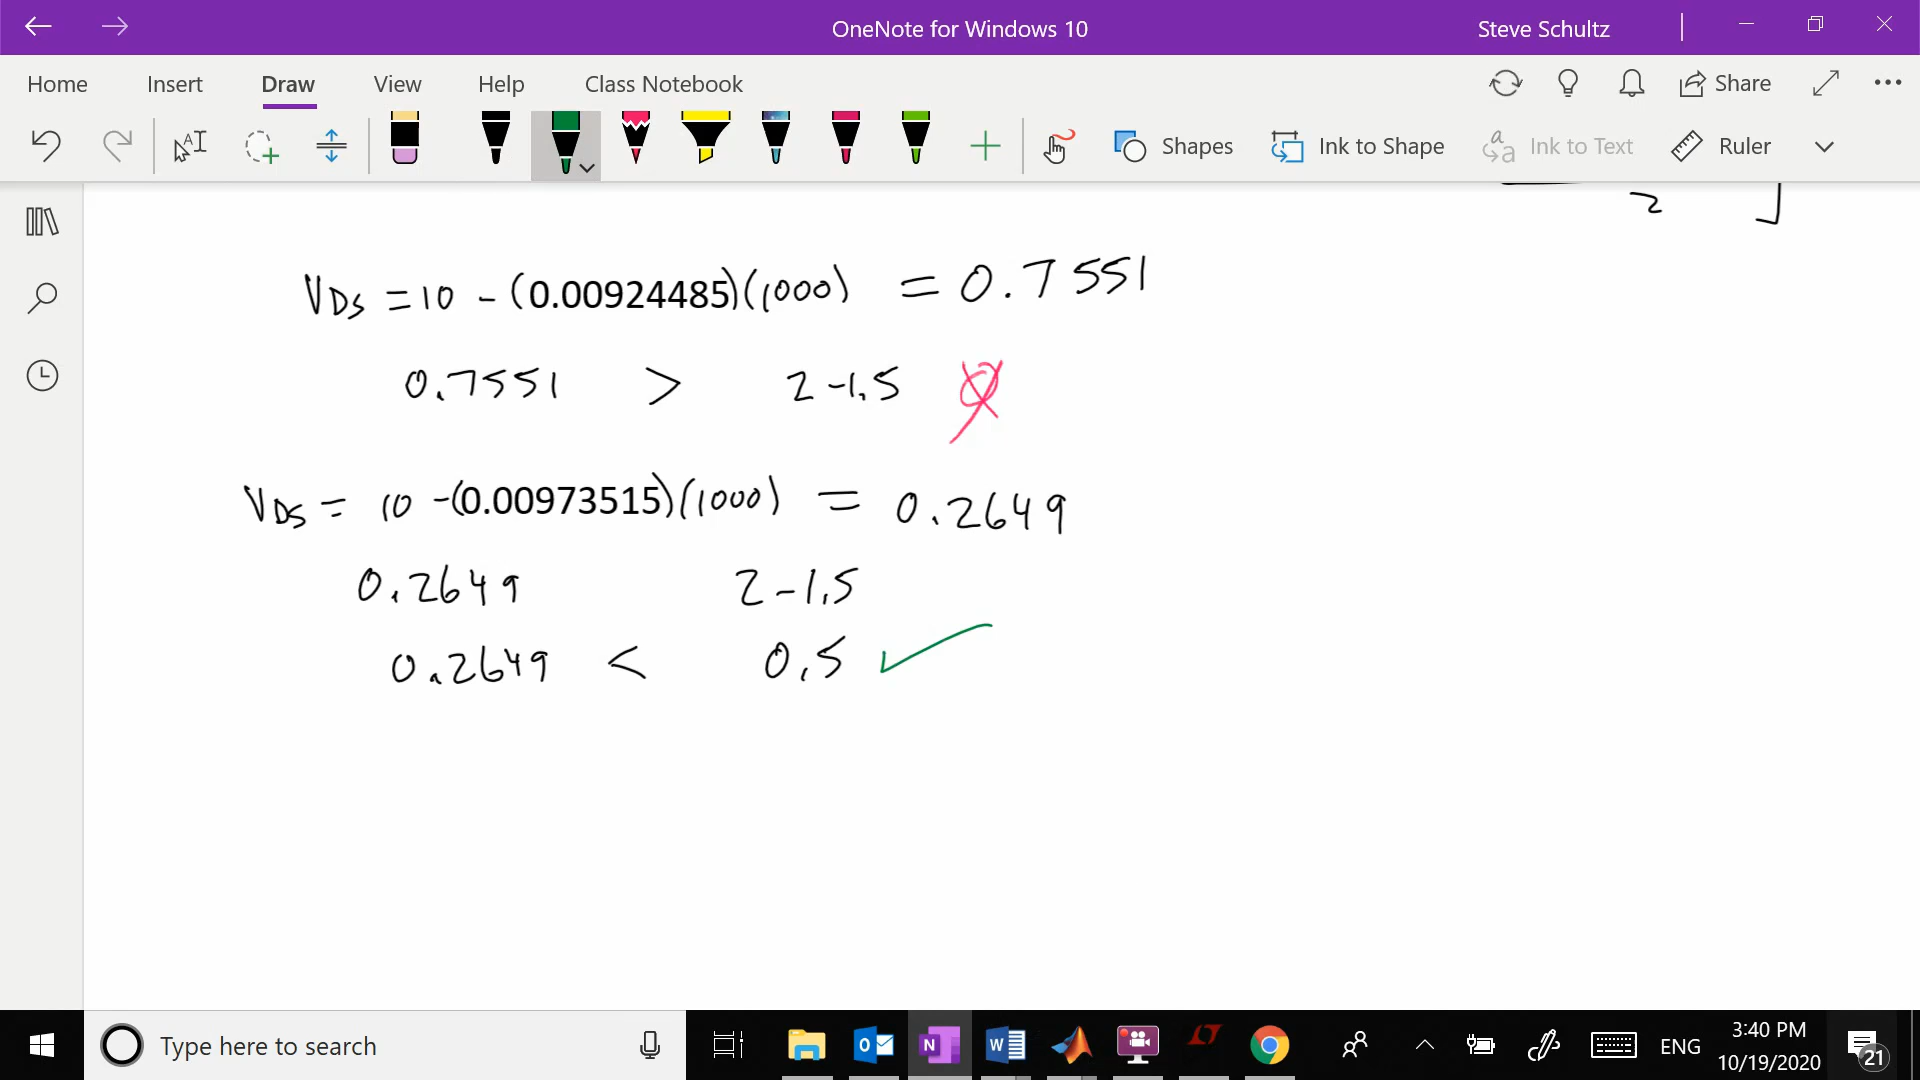 OneNote for Windows 10
Steve Schultz
Home Insert Draw View Help Class Notebook
Share
Shapes Ink to Shape Ink to Text Ruler
2 ]
VDS = 10 - (0.00924485)(1000) = 0.7551
0.7551 > 2-1.5
VDS = 10 -(0.00973515)(1000) = 0.2649
0.2649 2-1.5
0.2649 < 0.5 ✓
Type here to search
ENG
3:40 PM
10/19/2020
21